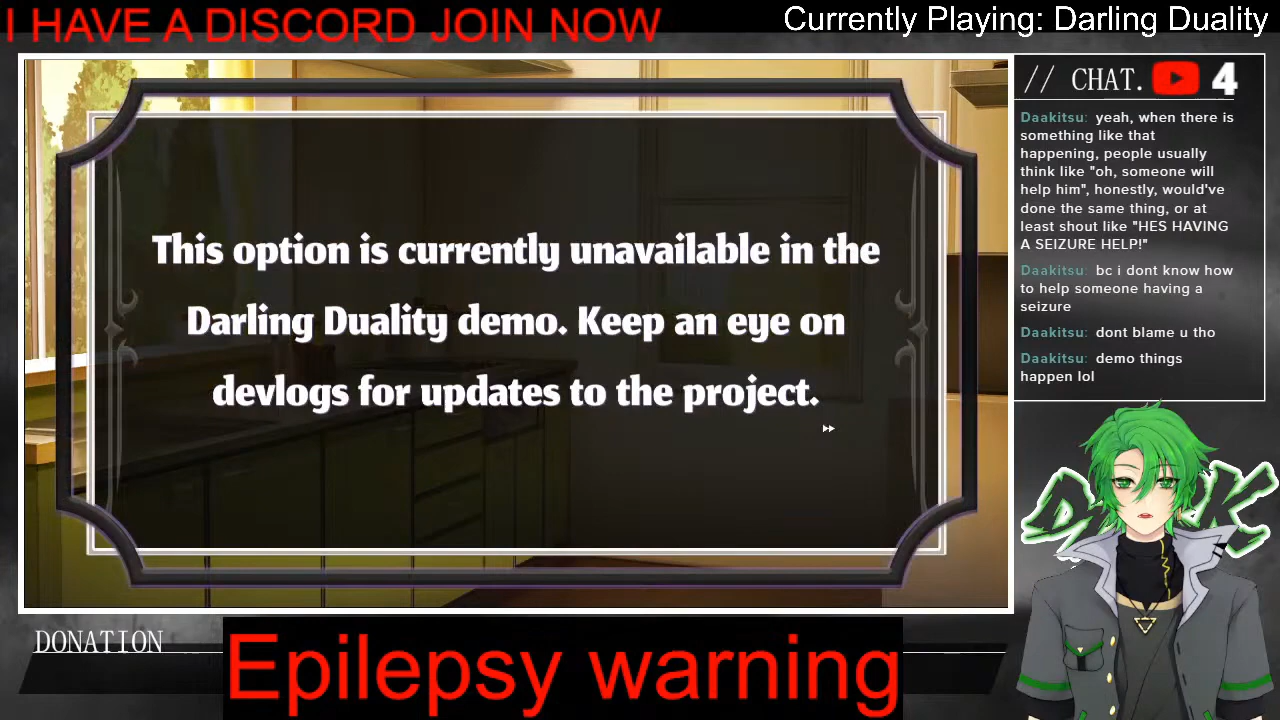 I HAVE A DISCORD JOIN NOW
Currently Playing: Darling Duality
This option is currently unavailable in the
Darling Duality demo. Keep an eye on
devlogs for updates to the project.
// CHAT. 4
Daakitsu: yeah, when there is
something like that
happening, people usually
think like "oh, someone will
help him", honestly, would've
done the same thing, or at
least shout like "HES HAVING
A SEIZURE HELP!"
Daakitsu: bc i dont know how
to help someone having a
seizure
Daakitsu: dont blame u tho
Daakitsu: demo things
happen lol
DONATION
Epilepsy warning